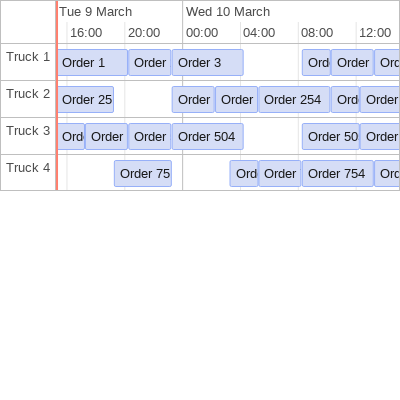 Tue 9 March Wed 10 March
16:00 20:00 00:00 04:00 08:00 12:00
Truck 1 Order 1 Order Order 3 Ord Order Ord
Truck 2 Order 25 Order Order Order 254 Ord Order
Truck 3 Ord Order Order Order 504 Order 50 Order
Truck 4 Order 75 Ord Order Order 754 Ord